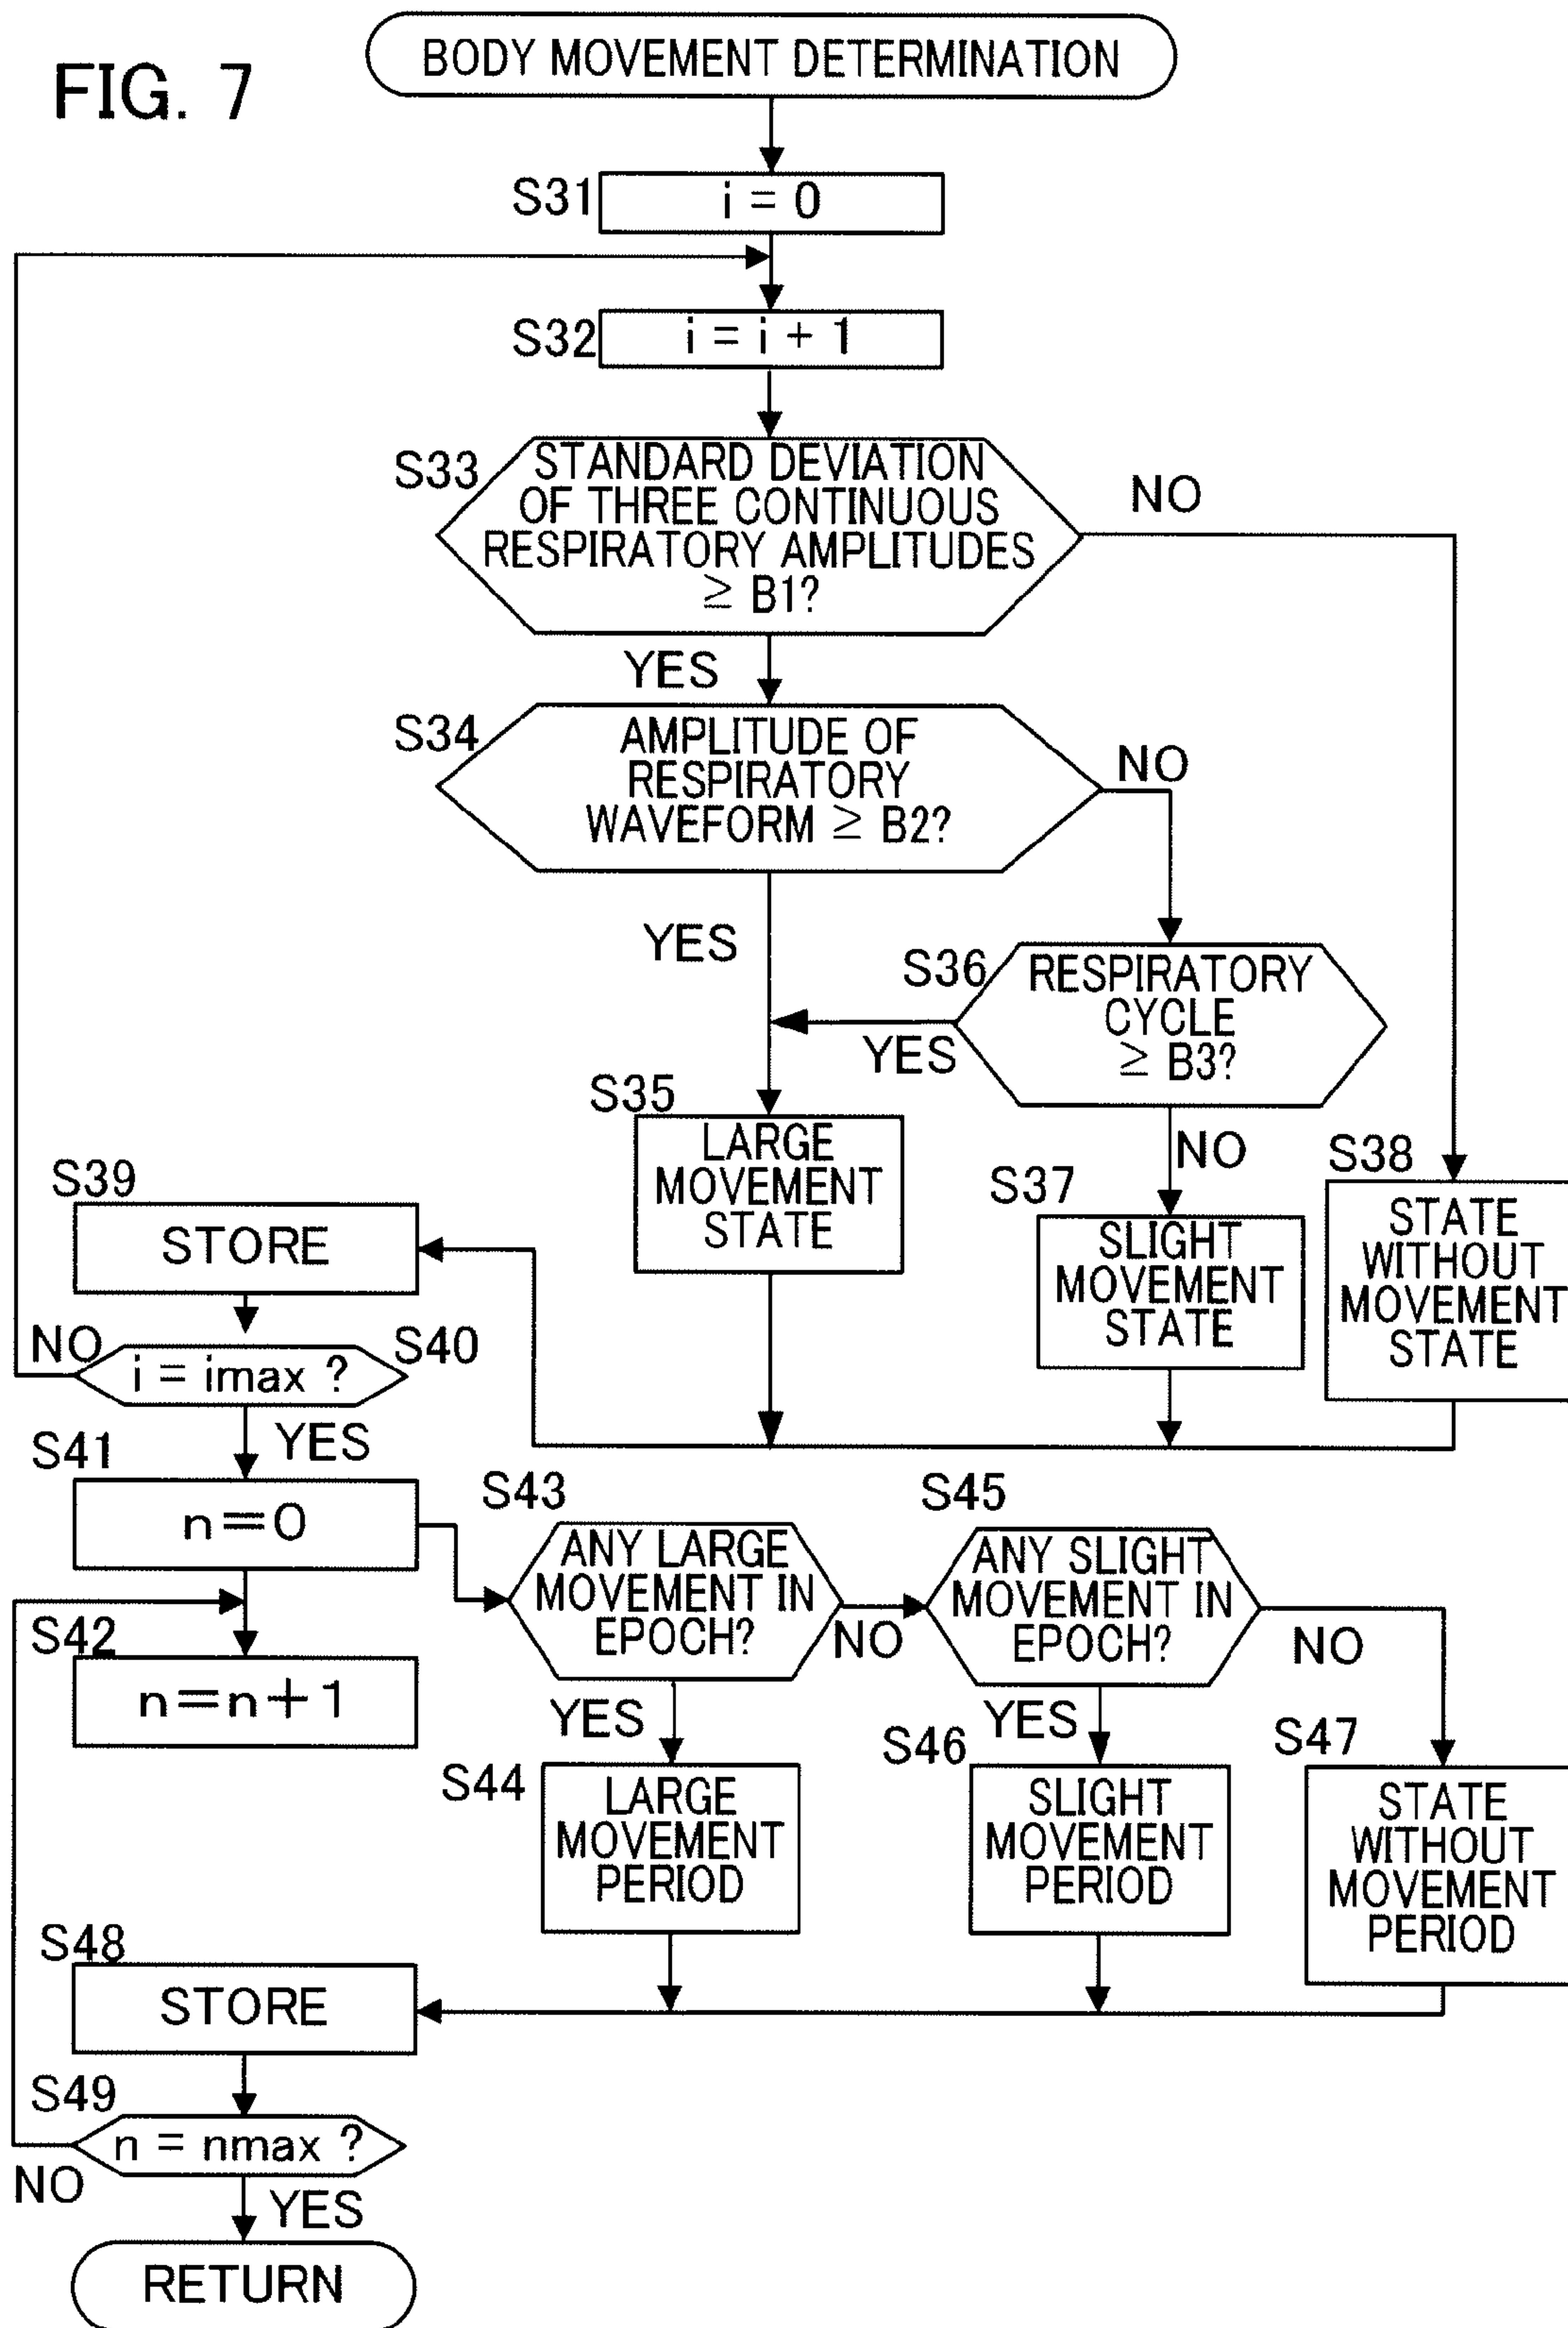 FIG. 7
BODY MOVEMENT DETERMINATION
S31
i = 0
S32
i = i + 1
S33
STANDARD DEVIATION
OF THREE CONTINUOUS
RESPIRATORY AMPLITUDES
≧ B1?
NO
YES
S34
AMPLITUDE OF
RESPIRATORY
WAVEFORM ≧ B2?
NO
YES
S36
RESPIRATORY
CYCLE
≧ B3?
YES
NO
S35
LARGE
MOVEMENT
STATE
S37
SLIGHT
MOVEMENT
STATE
S38
STATE
WITHOUT
MOVEMENT
STATE
S39
STORE
NO
S40
i = imax ?
YES
S41
n=0
S42
n=n+1
S43
ANY LARGE
MOVEMENT IN
EPOCH?
NO
YES
S45
ANY SLIGHT
MOVEMENT IN
EPOCH?
NO
YES
S44
LARGE
MOVEMENT
PERIOD
S46
SLIGHT
MOVEMENT
PERIOD
S47
STATE
WITHOUT
MOVEMENT
PERIOD
S48
STORE
S49
n = nmax ?
NO
YES
RETURN